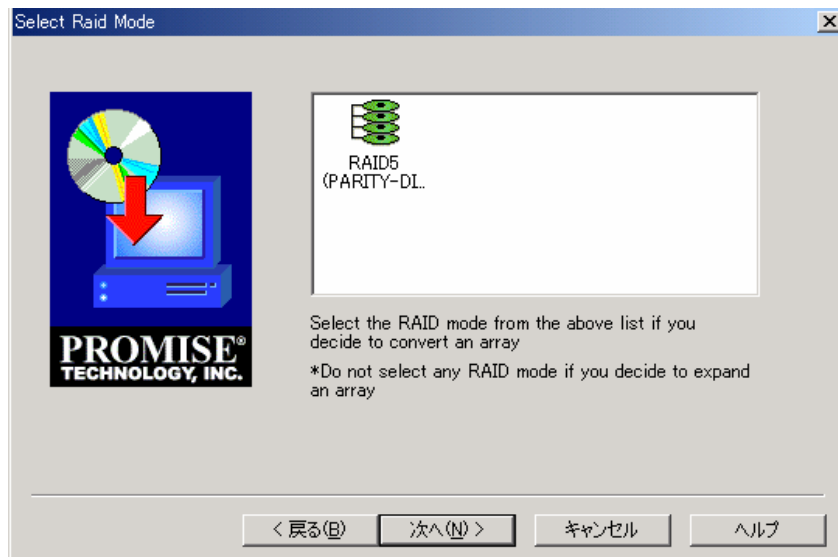 Select Raid Mode
RAID5
(PARITY-DI..
Select the RAID mode from the above list if you
decide to convert an array
*Do not select any RAID mode if you decide to expand
an array
PROMISE®
TECHNOLOGY, INC.
< 戻る(B)
次へ(N) >
キャンセル
ヘルプ